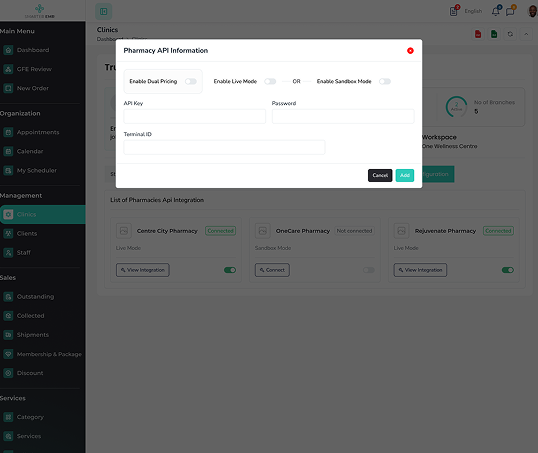 English
Main Menu
Dashboard
CFE Review
New Order
Organization
Appointments
Calendar
My Scheduler
Management
Clinics
Clients
Staff
Sales
Outstanding
Collected
Shipments
Membership & Package
Discount
Services
Category
Services
Clinics
Dashboard
Pharmacy API Information
Enable Dual Pricing
Enable Live Mode
OR
Enable Sandbox Mode
API Key
Password
Terminal ID
Cancel
Add
No of Branches
5
Workspace
One Wellness Centre
List of Pharmacies Api Integration
Centre City Pharmacy
Connected
Live Mode
View Integration
OneCare Pharmacy
Not connected
Sandbox Mode
Connect
Rejuvenate Pharmacy
Connected
Live Mode
View Integration